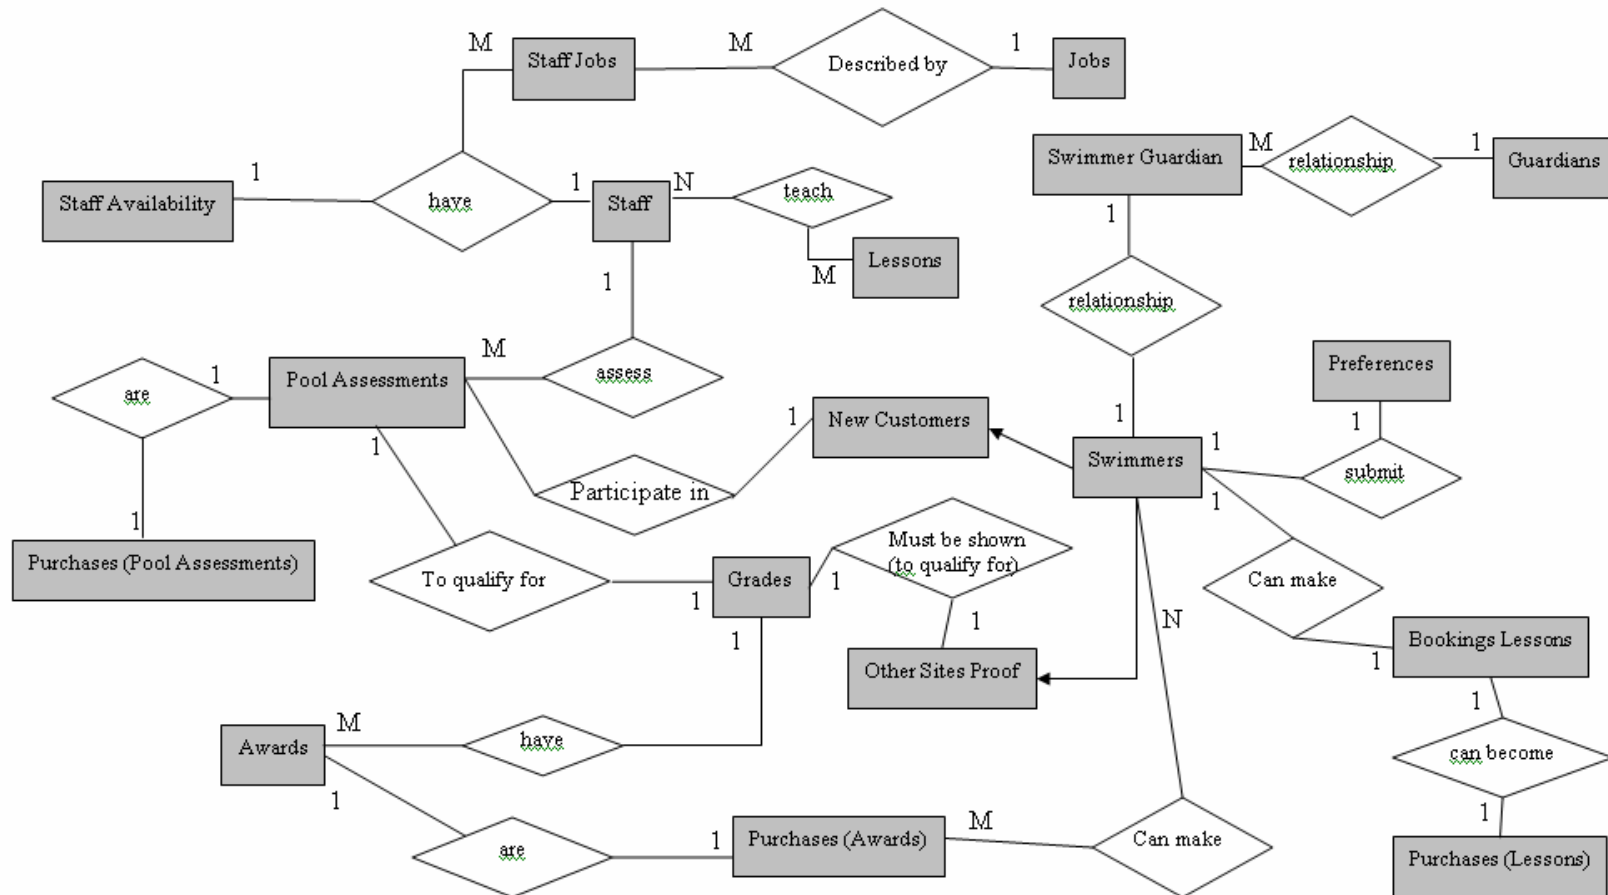 M
Staff Jobs
M
Described by
1
Jobs
Swimmer Guardian
M
relationship
1
Guardians
Staff Availability
1
have
1
Staff
N
teach
M
Lessons
1
relationship
1
1
M
assess
Pool Assessments
1
are
1
Purchases (Pool Assessments)
1
Participate in
1
New Customers
Swimmers
1
submit
1
Preferences
1
Can make
1
Bookings Lessons
1
can become
1
Purchases (Lessons)
To qualify for
1
Grades
1
Must be shown
(to qualify for)
1
Other Sites Proof
1
have
M
Awards
1
are
1
Purchases (Awards)
M
Can make
N